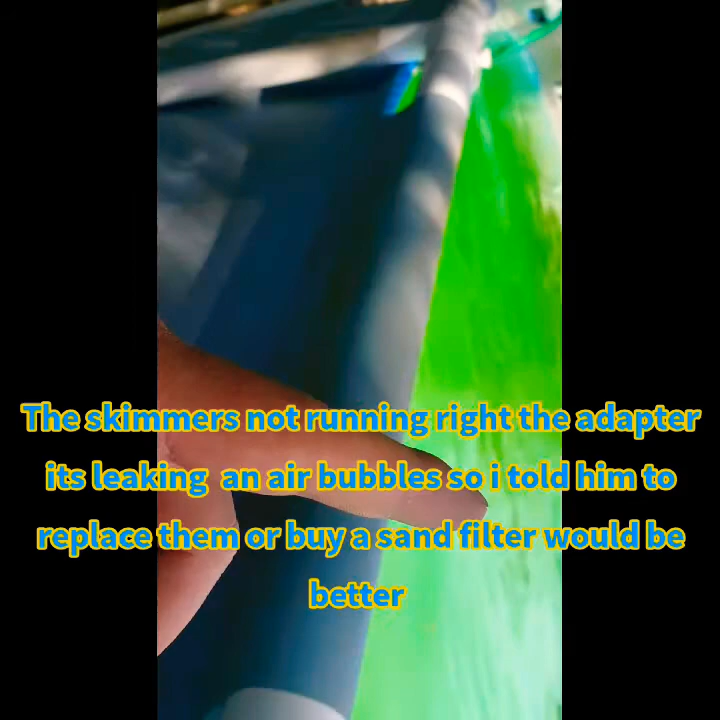 The skimmers not running right the adapter
its leaking  an air bubbles so i told him to
replace them or buy a sand filter would be
better